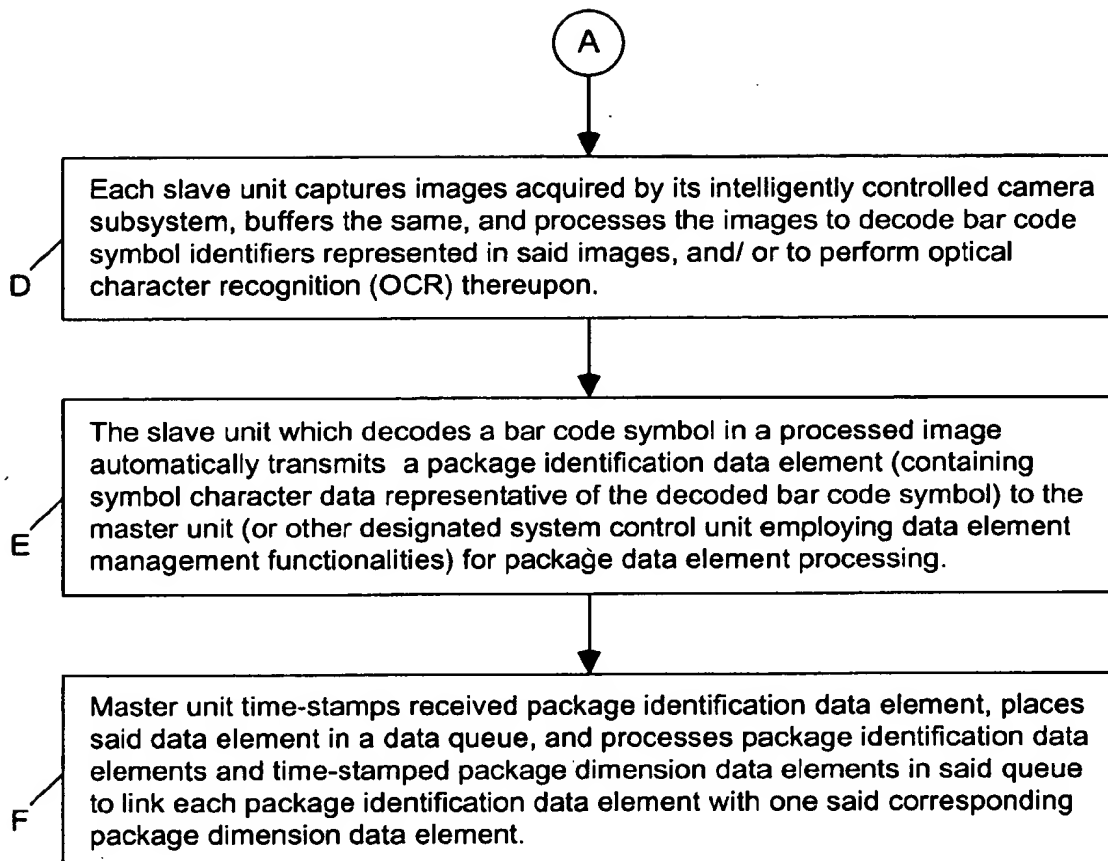 A
Each slave unit captures images acquired by its intelligently controlled camera
subsystem, buffers the same, and processes the images to decode bar code
symbol identifiers represented in said images, and/ or to perform optical
character recognition (OCR) thereupon.
D
The slave unit which decodes a bar code symbol in a processed image
automatically transmits a package identification data element (containing
symbol character data representative of the decoded bar code symbol) to the
master unit (or other designated system control unit employing data element
management functionalities) for package data element processing.
E
Master unit time-stamps received package identification data element, places
said data element in a data queue, and processes package identification data
elements and time-stamped package dimension data elements in said queue
to link each package identification data element with one said corresponding
package dimension data element.
F